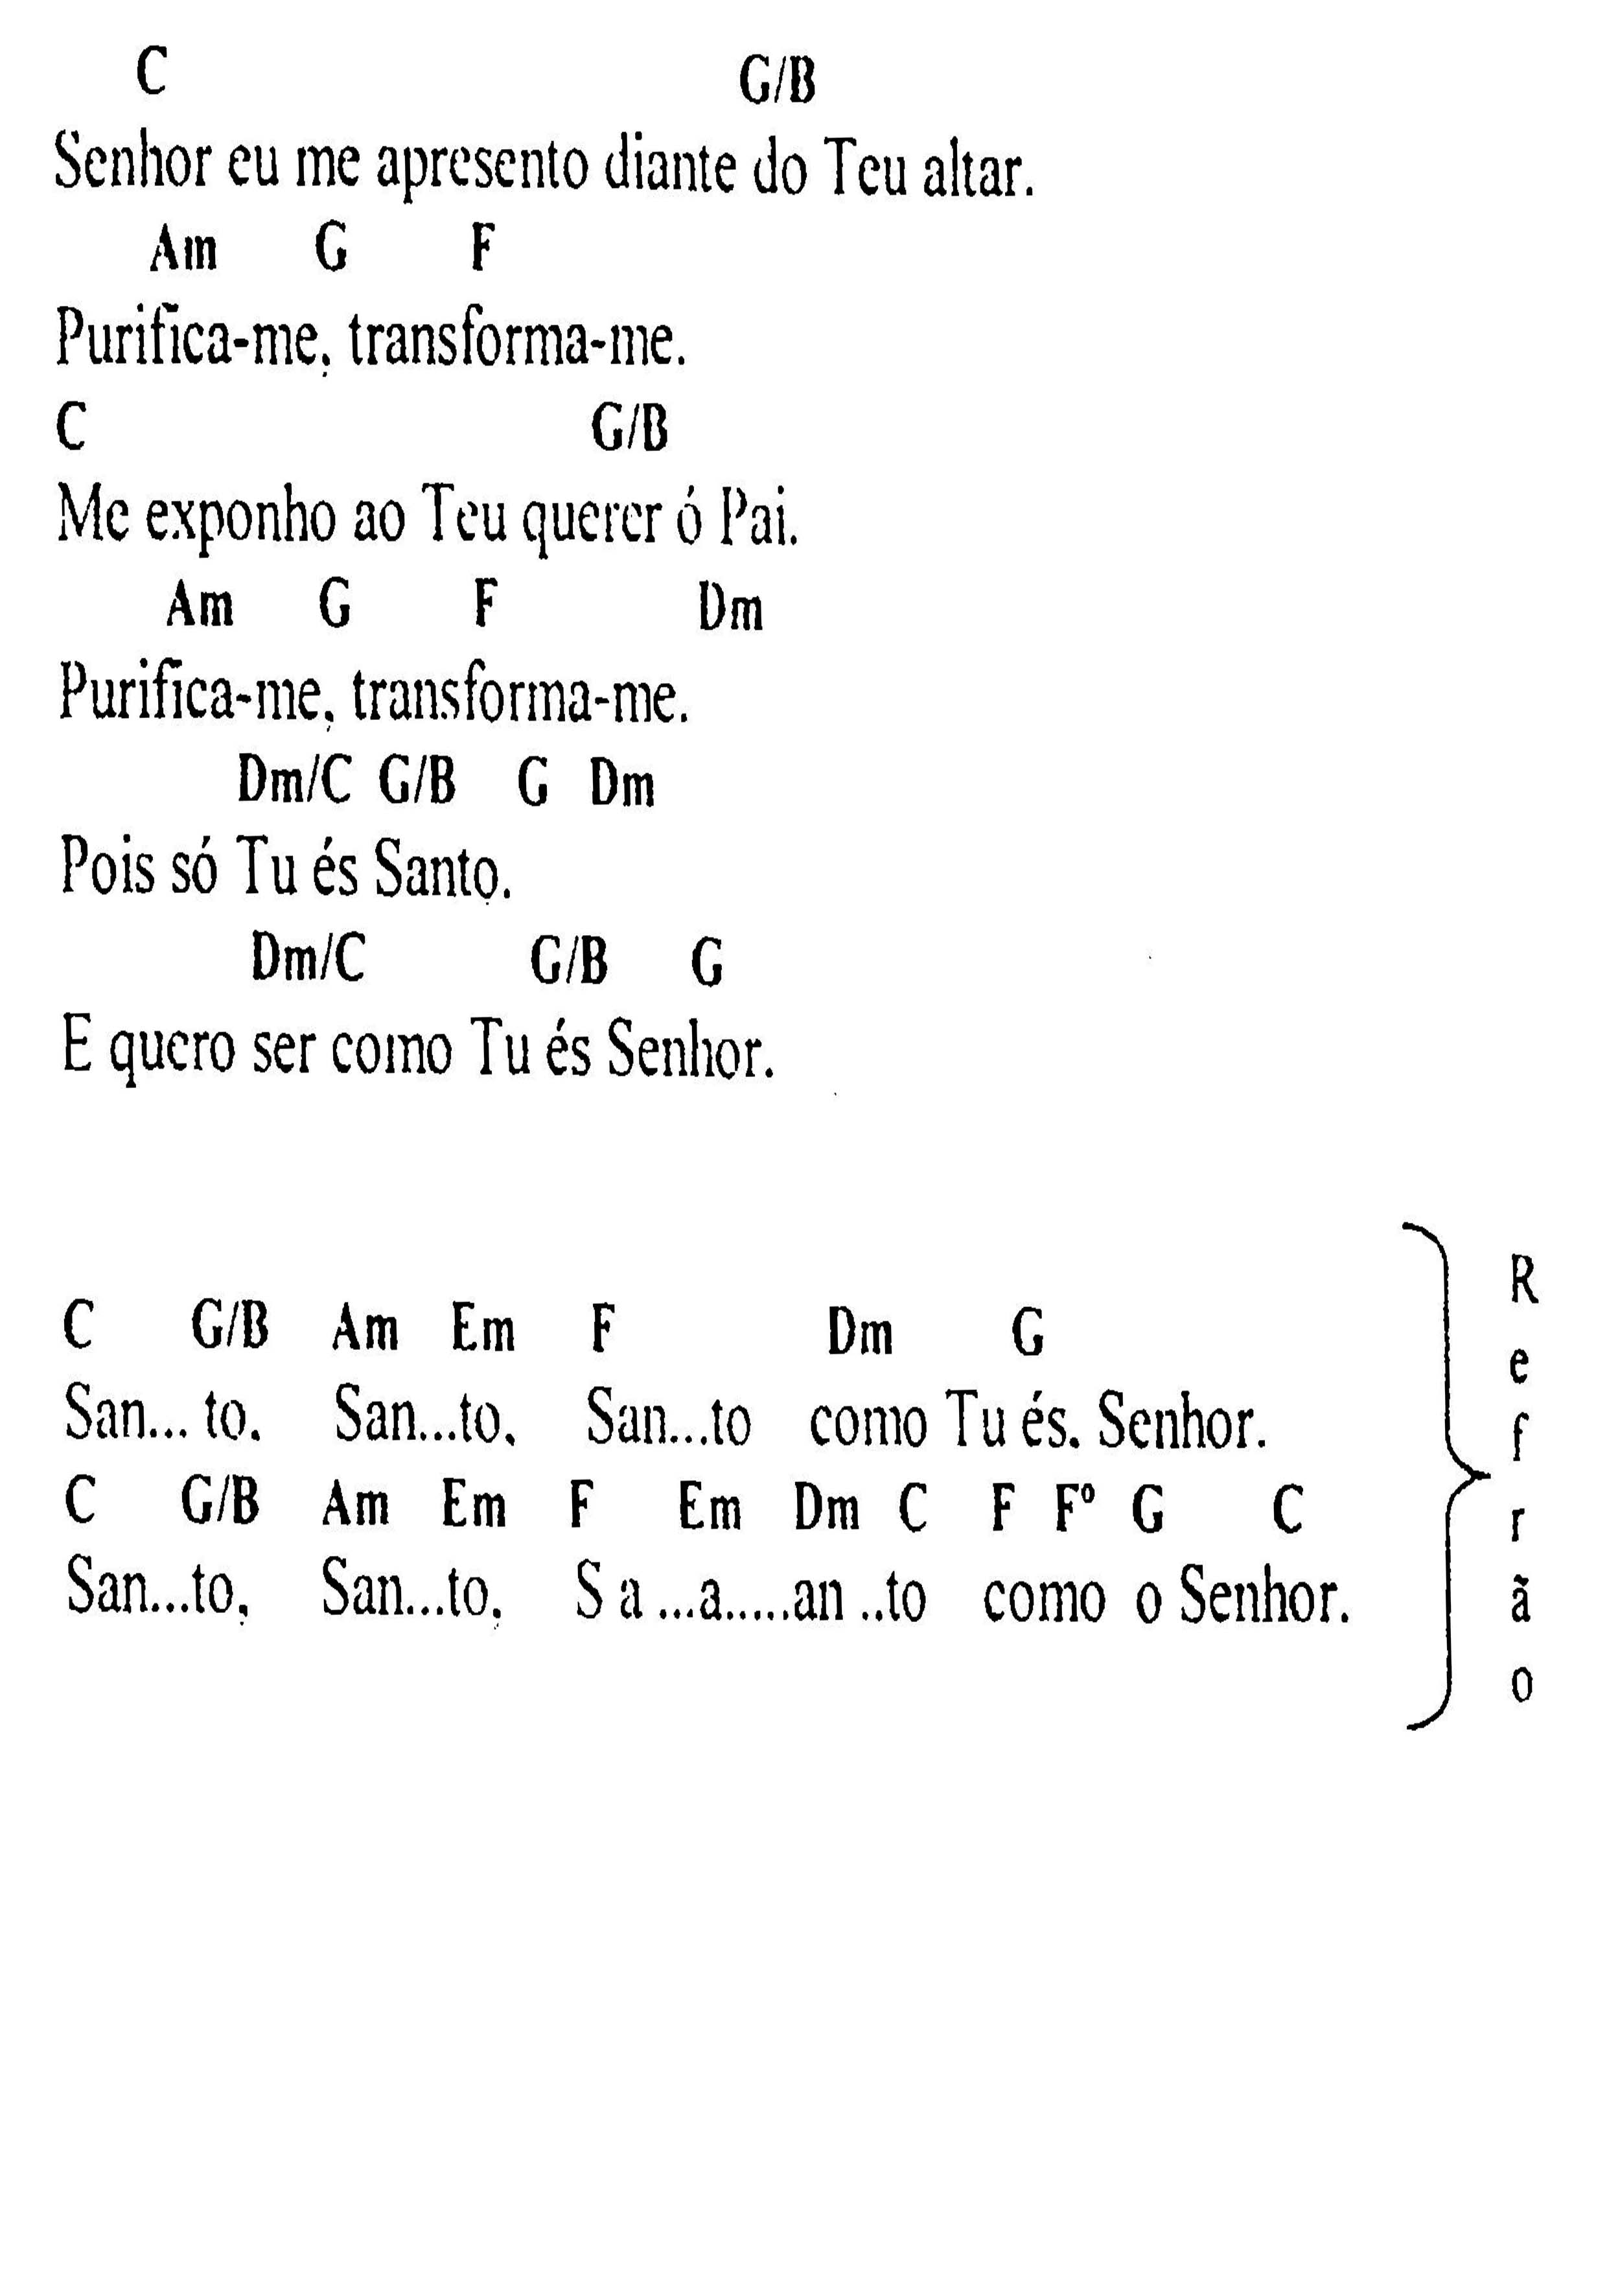 C G/B
Senhor eu me apresento diante do Teu altar.
Am G F
Purifica-me, transforma-me.
C G/B
Me exponho ao Teu querer ó Pai.
Am G F Dm
Purifica-me, transforma-me.
Dm/C G/B G Dm
Pois só Tu és Santo.
Dm/C G/B G
E quero ser como Tu és Senhor.
C G/B Am Em F Dm G
San... to, San...to, San...to como Tu és, Senhor.
C G/B Am Em F Em Dm C F Fº G C
San...to, San...to, S a ...a.....an ..to como o Senhor.
Refrão